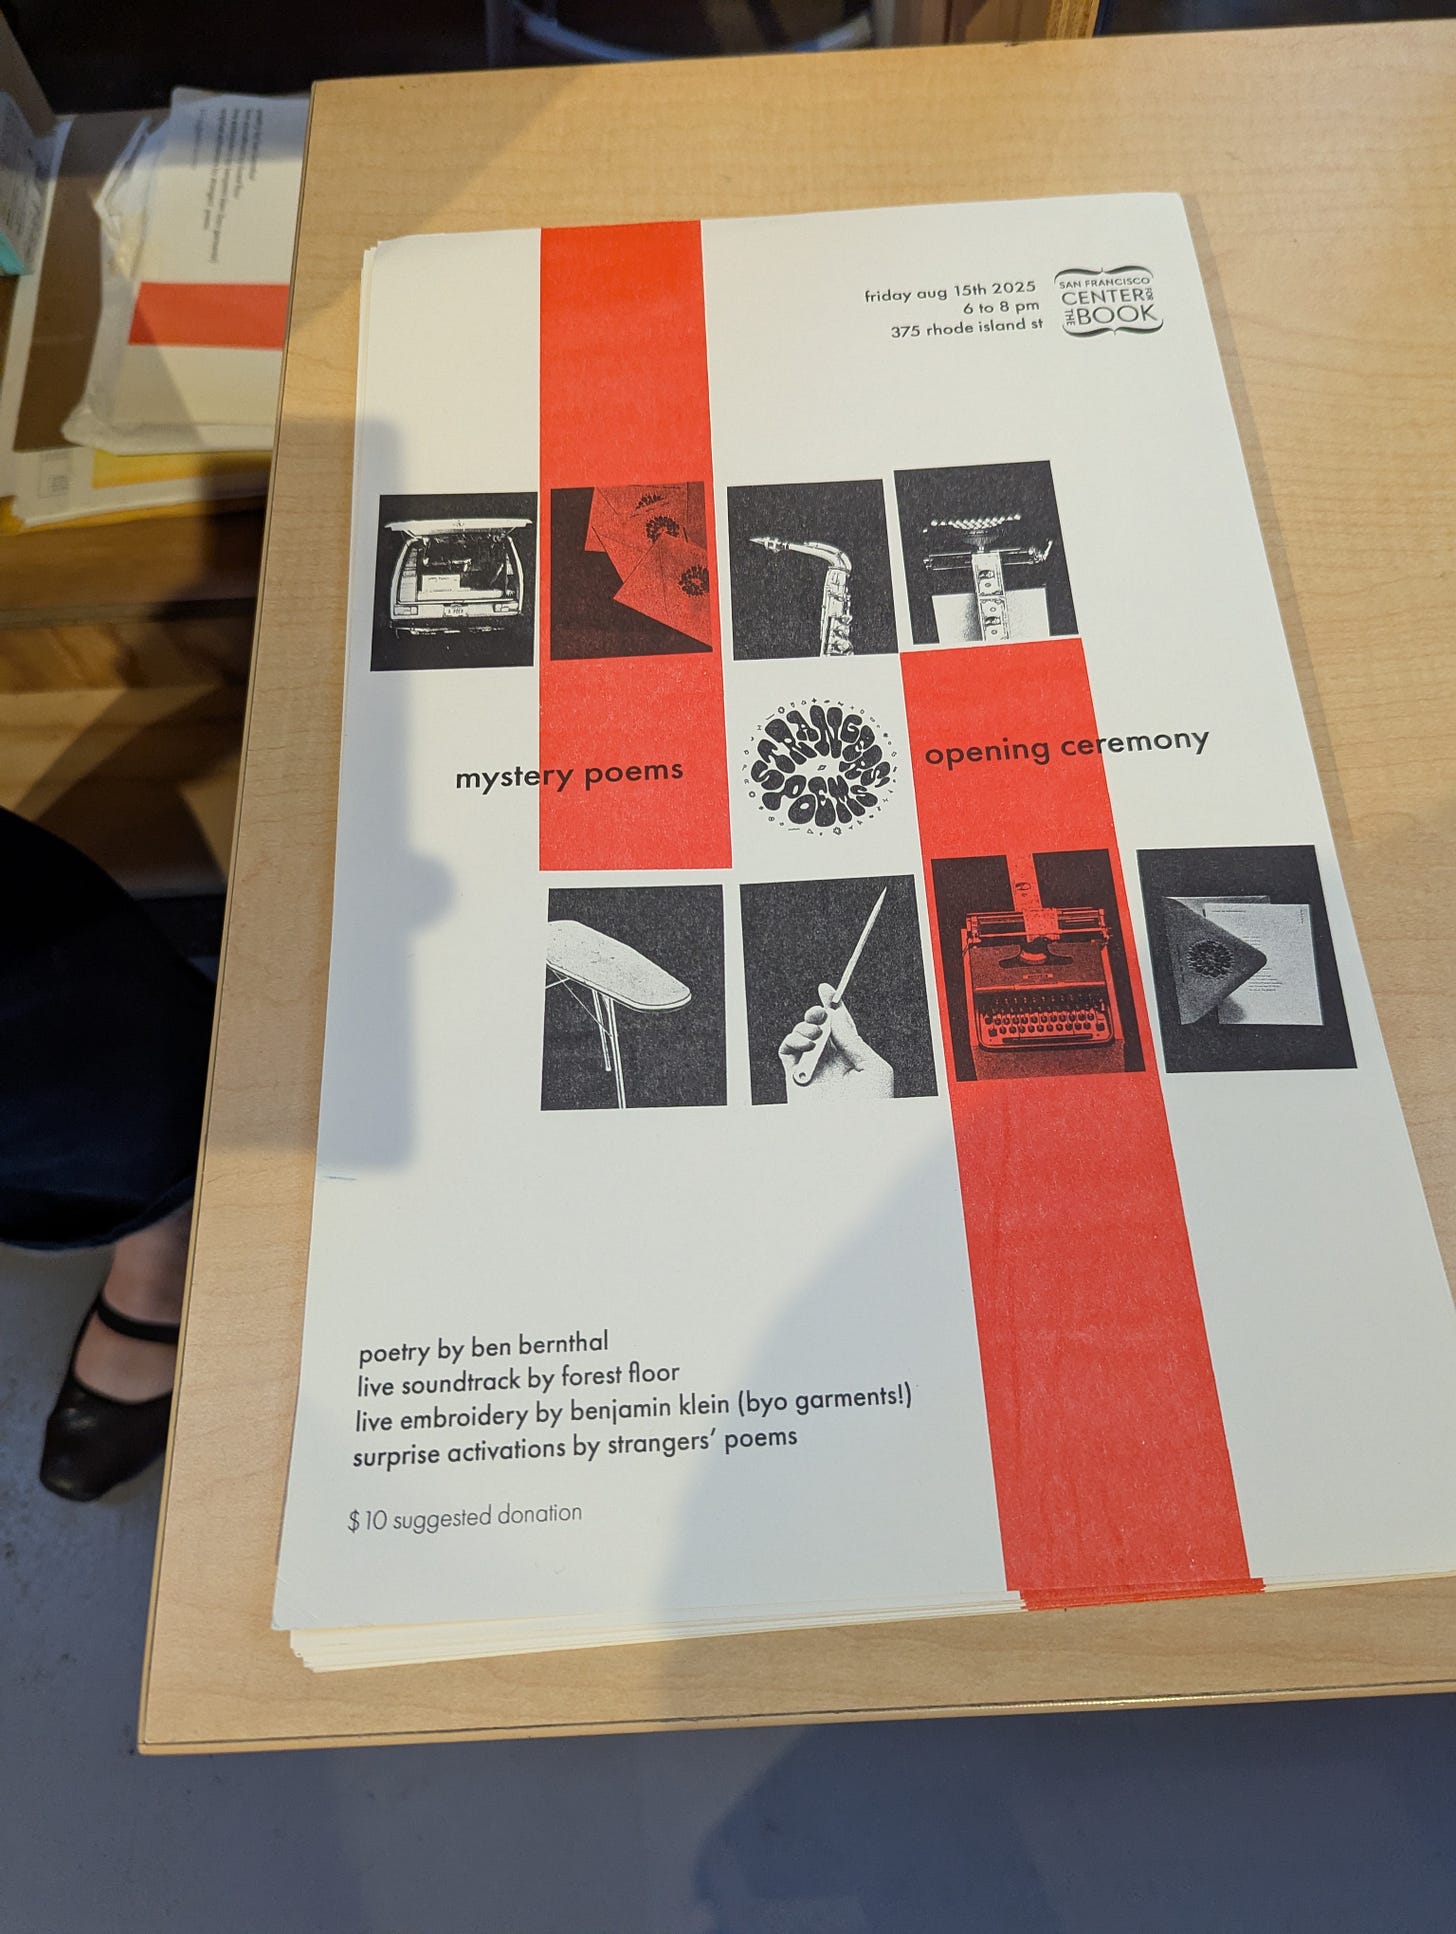 friday aug 15th 2025
6 to 8 pm
375 rhode island st
SAN FRANCISCO
CENTER FOR
THE BOOK
mystery poems
STRANGERS POEMS
opening ceremony
poetry by ben bernthal
live soundtrack by forest floor
live embroidery by benjamin klein (byo garments!)
surprise activations by strangers' poems
$10 suggested donation